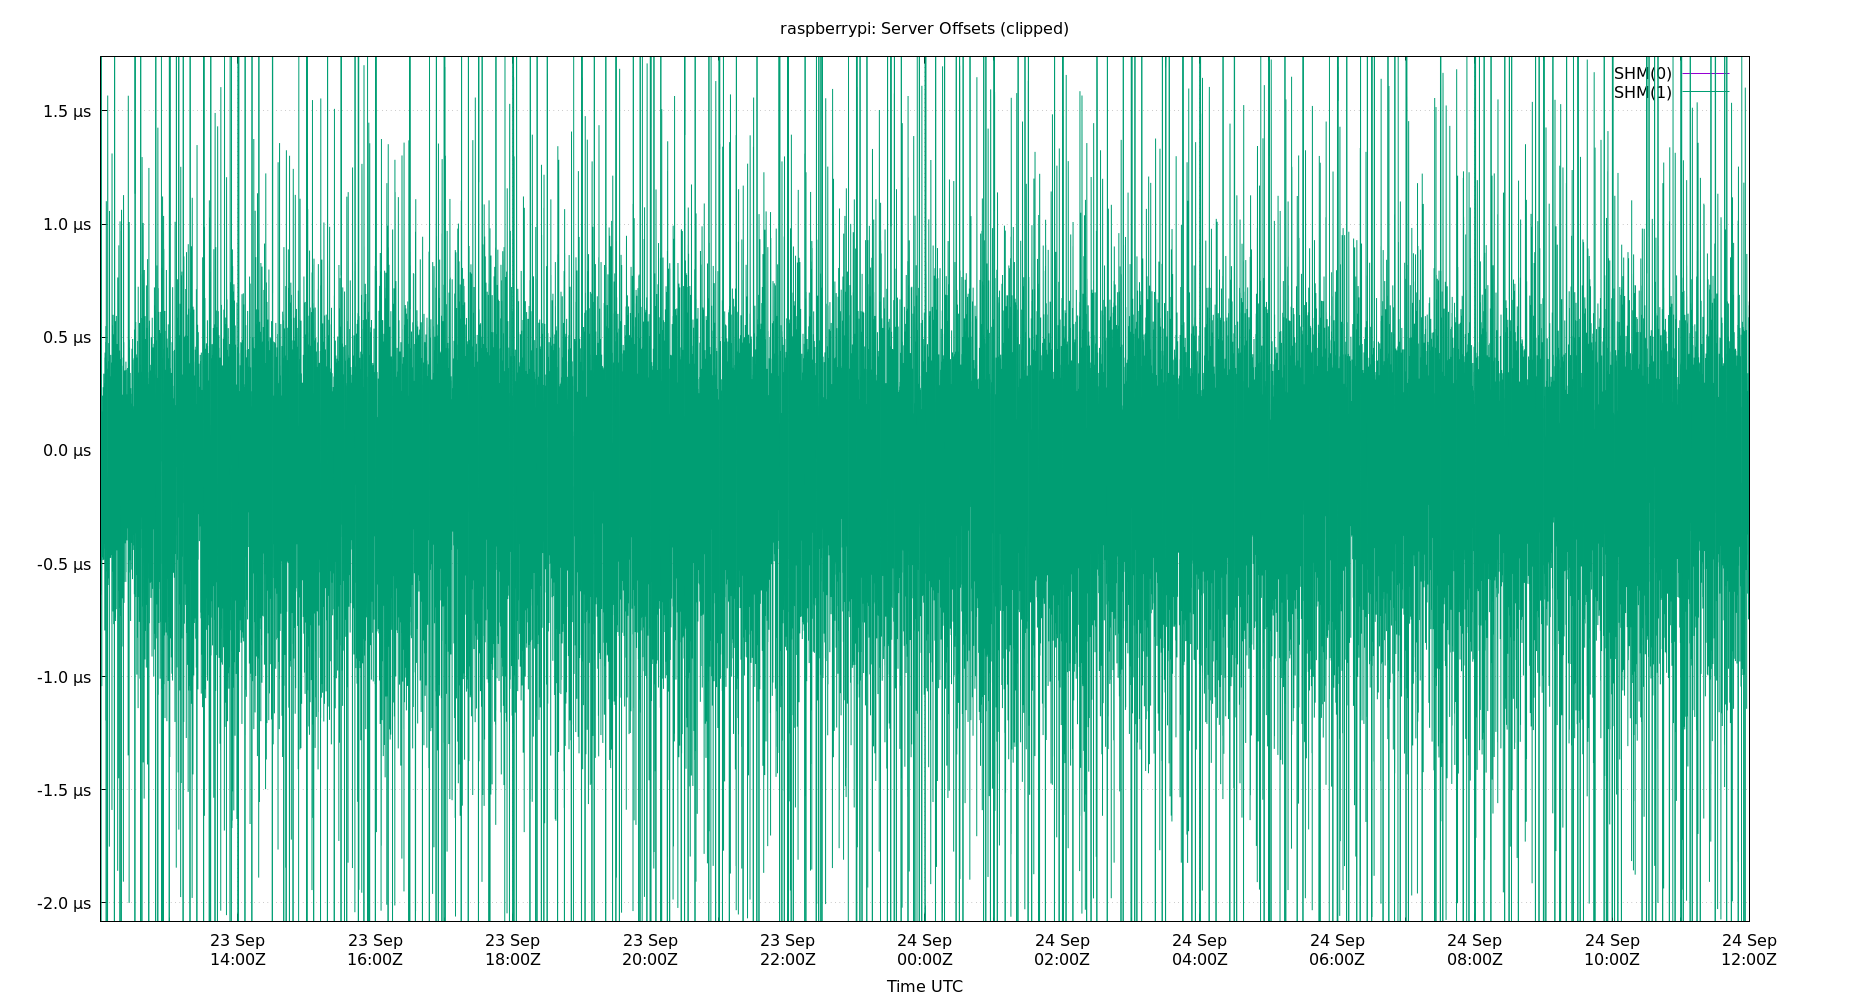 raspberrypi: Server Offsets (clipped)
SHM(0)
SHM(1)
1.5 µs
1.0 µs
0.5 µs
0.0 µs
-0.5 µs
-1.0 µs
-1.5 µs
-2.0 µs
23 Sep 23 Sep 23 Sep 23 Sep 23 Sep 24 Sep 24 Sep 24 Sep 24 Sep 24 Sep 24 Sep 24 Sep
14:00Z 16:00Z 18:00Z 20:00Z 22:00Z 00:00Z 02:00Z 04:00Z 06:00Z 08:00Z 10:00Z 12:00Z
Time UTC